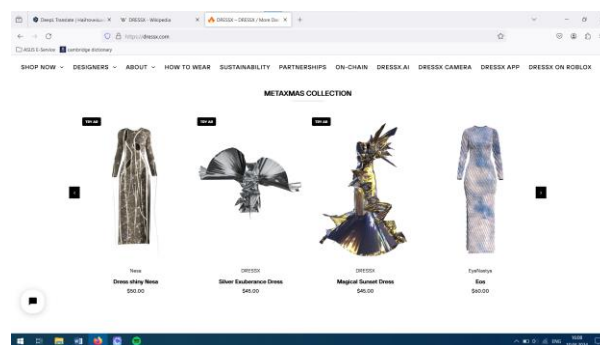 DRESSX - Wikipedia
DRESSX – DRESSX / More Dre
https://dressx.com
ASUS E-Service
cambridge dictionary
SHOP NOW
DESIGNERS
ABOUT
HOW TO WEAR
SUSTAINABILITY
PARTNERSHIPS
ON-CHAIN
DRESSX.AI
DRESSX CAMERA
DRESSX APP
DRESSX ON ROBLOX
METAXMAS COLLECTION
TRY AR
TRY AR
TRY AR
Nesa
Dress shiny Nesa
$50.00
DRESSX
Silver Exuberance Dress
$45.00
DRESSX
Magical Sunset Dress
$45.00
Eos
$60.00
ENG